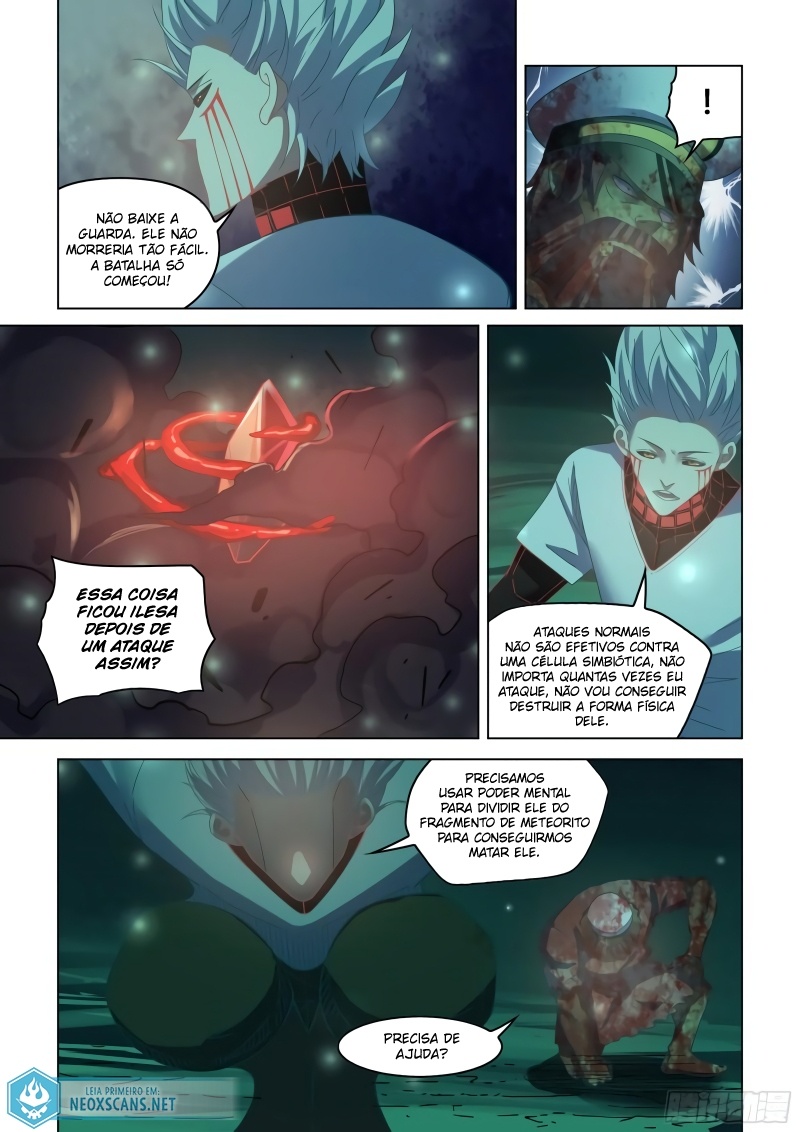 NÃO BAIXE A
GUARDA. ELE NÃO
MORRERIA TÃO FÁCIL.
A BATALHA SÓ
COMEÇOU!
!
ESSA COISA
FICOU ILESA
DEPOIS DE
UM ATAQUE
ASSIM?
ATAQUES NORMAIS
NÃO SÃO EFETIVOS CONTRA
UMA CÉLULA SIMBIÓTICA, NÃO
IMPORTA QUANTAS VEZES EU
ATAQUE, NÃO VOU CONSEGUIR
DESTRUIR A FORMA FÍSICA
DELE.
PRECISAMOS
USAR PODER MENTAL
PARA DIVIDIR ELE DO
FRAGMENTO DE METEORITO
PARA CONSEGUIRMOS
MATAR ELE.
PRECISA DE
AJUDA?
LEIA PRIMEIRO EM:
NEOXSCANS.NET